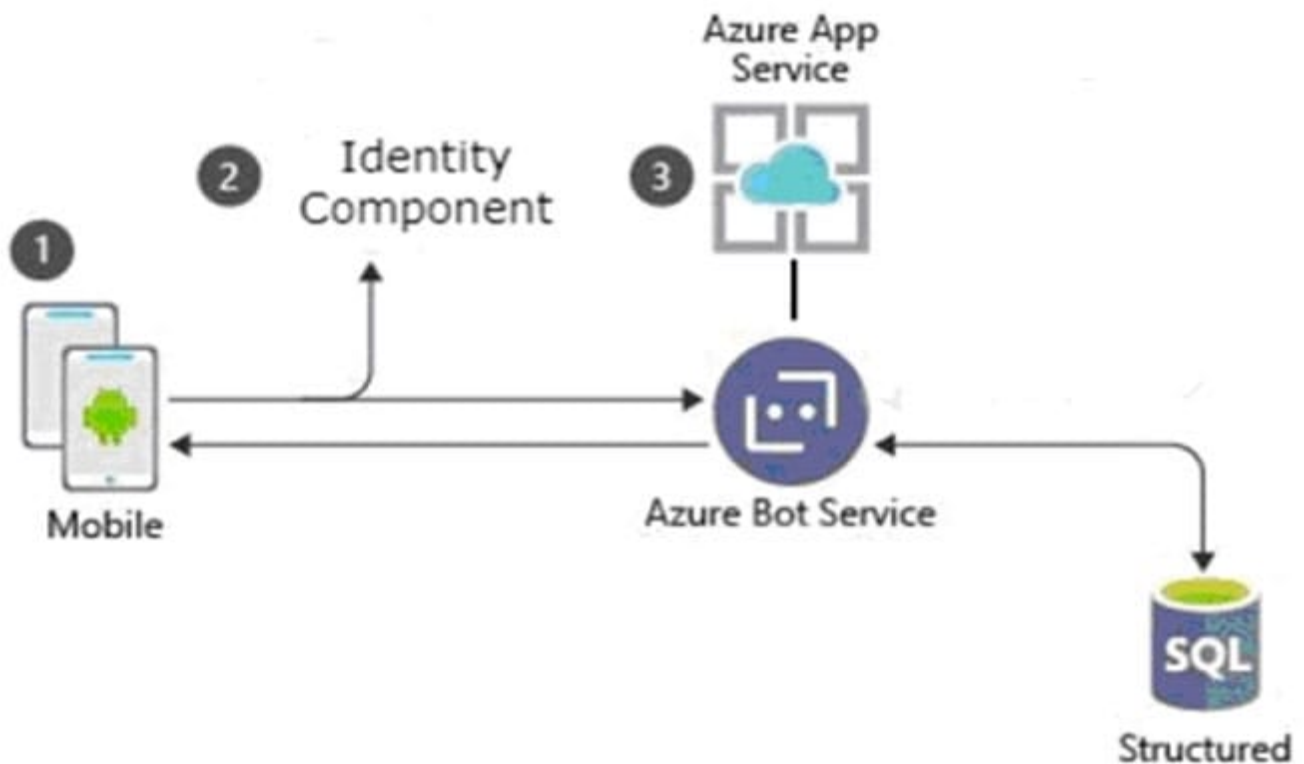 Azure App
Service
2
Identity
Component
3
1
Mobile
Azure Bot Service
SQL
Structured